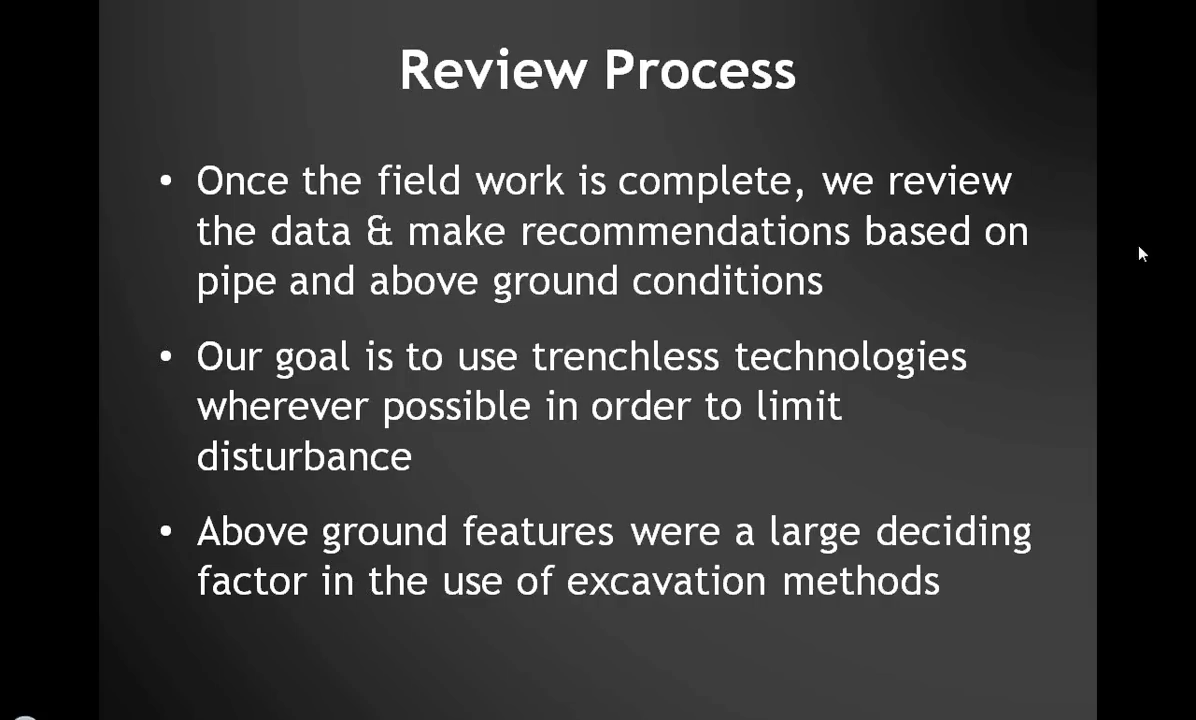 Review Process
• Once the field work is complete, we review
the data & make recommendations based on
pipe and above ground conditions
• Our goal is to use trenchless technologies
wherever possible in order to limit
disturbance
• Above ground features were a large deciding
factor in the use of excavation methods